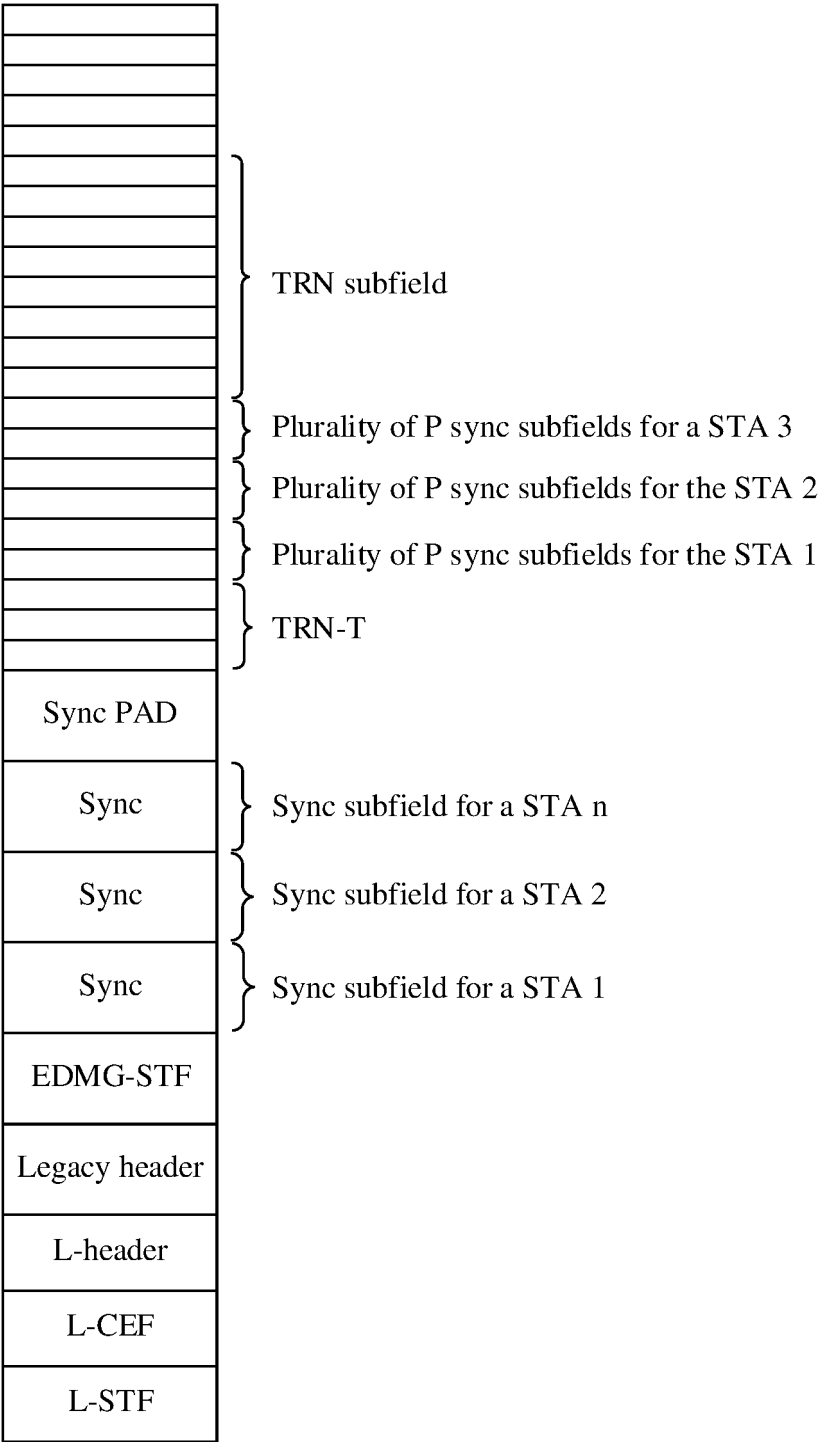 TRN subfield
Plurality of P sync subfields for a STA 3
Plurality of P sync subfields for the STA 2
Plurality of P sync subfields for the STA 1
TRN-T
Sync PAD
Sync
Sync subfield for a STA n
Sync
Sync subfield for a STA 2
Sync
Sync subfield for a STA 1
EDMG-STF
Legacy header
L-header
L-CEF
L-STF